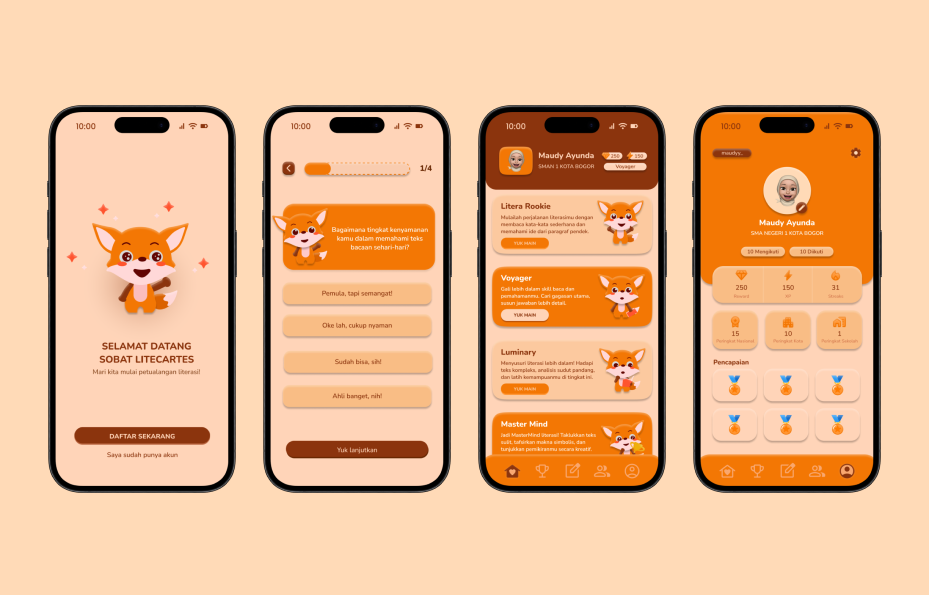 10:00
SELAMAT DATANG
SOBAT LITECARTES
Mari kita mulai petualangan literasi!
DAFTAR SEKARANG
Saya sudah punya akun
10:00
1/4
Bagaimana tingkat kenyamanan
kamu dalam memahami teks
bacaan sehari-hari?
Pemula, tapi semangat!
Oke lah, cukup nyaman
Sudah bisa, sih!
Ahli banget, nih!
Yuk lanjutkan
10:00
Maudy Ayunda
250
150
SMAN 1 KOTA BOGOR
Voyager
Litera Rookie
Mulailah perjalanan literasimu dengan
membaca kata-kata sederhana dan
memahami ide dari paragraf pendek.
YUK MAIN
Voyager
Gali lebih dalam skill baca dan
pemahamanmu. Cari gagasan utama,
susun jawaban lebih detail.
YUK MAIN
Luminary
Menyusuri literasi lebih dalam! Hadapi
teks kompleks, analisis sudut pandang,
dan latih kemampuanmu di tingkat ini.
YUK MAIN
Master Mind
Jadi MasterMind literasi! Taklukkan teks
sulit, tafsirkan makna simbolis, dan
tunjukkan pemikiranmu secara kreatif.
10:00
maudyy_
Maudy Ayunda
SMA NEGERI 1 KOTA BOGOR
10 Mengikuti
10 Diikuti
250
150
31
Reward
XP
15
10
1
Peringkat Nasional
Peringkat Kota
Peringkat Sekolah
Pencapaian